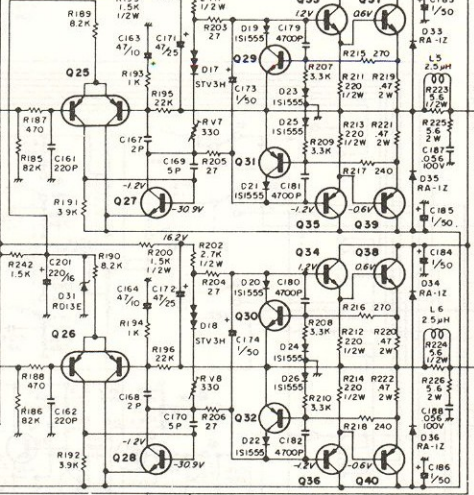 R189
8.2K
1.5K
1/2W
C163
47/10
C171
47/25
R203
27
D19
1S1555
C179
4700P
1.2V
Q37
0.6V
C183
1/50
D33
RA-1Z
Q25
R193
1K
D17
STV3H
Q29
C173
1/50
R207
3.3K
R215 270
L5
2.5μH
R195
22K
D23
1S1555
R211
220
1/2W
R219
.47
2W
R223
5.6
1/2W
R187
470
RV7
330
D25
1S1555
R213
220
1/2W
R221
.47
2W
R225
5.6
2W
R185
82K
C161
220P
C167
2P
C169
5P
R205
27
Q31
R209
3.3K
C187
.056
100V
R217 240
D35
RA-1Z
-1.2V
D21
1S1555
C181
4700P
R191
3.9K
Q27
-30.9V
-1.2V
-0.6V
C185
1/50
Q35
Q39
16.2V
R242
1.5K
C201
220/16
R190
8.2K
R200
1.5K
1/2W
R202
2.7K
1/2W
Q34
Q38
C184
1/50
D31
RD13E
C164
47/10
C172
47/25
R204
27
D20
1S1555
C180
4700P
1.2V
0.6V
D34
RA-1Z
Q26
R194
1K
D18
STV3H
Q30
C174
1/50
R208
3.3K
R216 270
L6
2.5μH
R196
22K
D24
1S1555
R212
220
1/2W
R220
.47
2W
R224
5.6
1/2W
R188
470
RV8
330
D26
1S1555
R214
220
1/2W
R222
.47
2W
R226
5.6
2W
R186
82K
C162
220P
C168
2P
C170
5P
R206
27
Q32
R210
3.3K
C188
.056
100V
R218 240
D36
RA-1Z
-1.2V
D22
1S1555
C182
4700P
R192
3.9K
Q28
-30.9V
-1.2V
-0.6V
C186
1/50
Q36
Q40